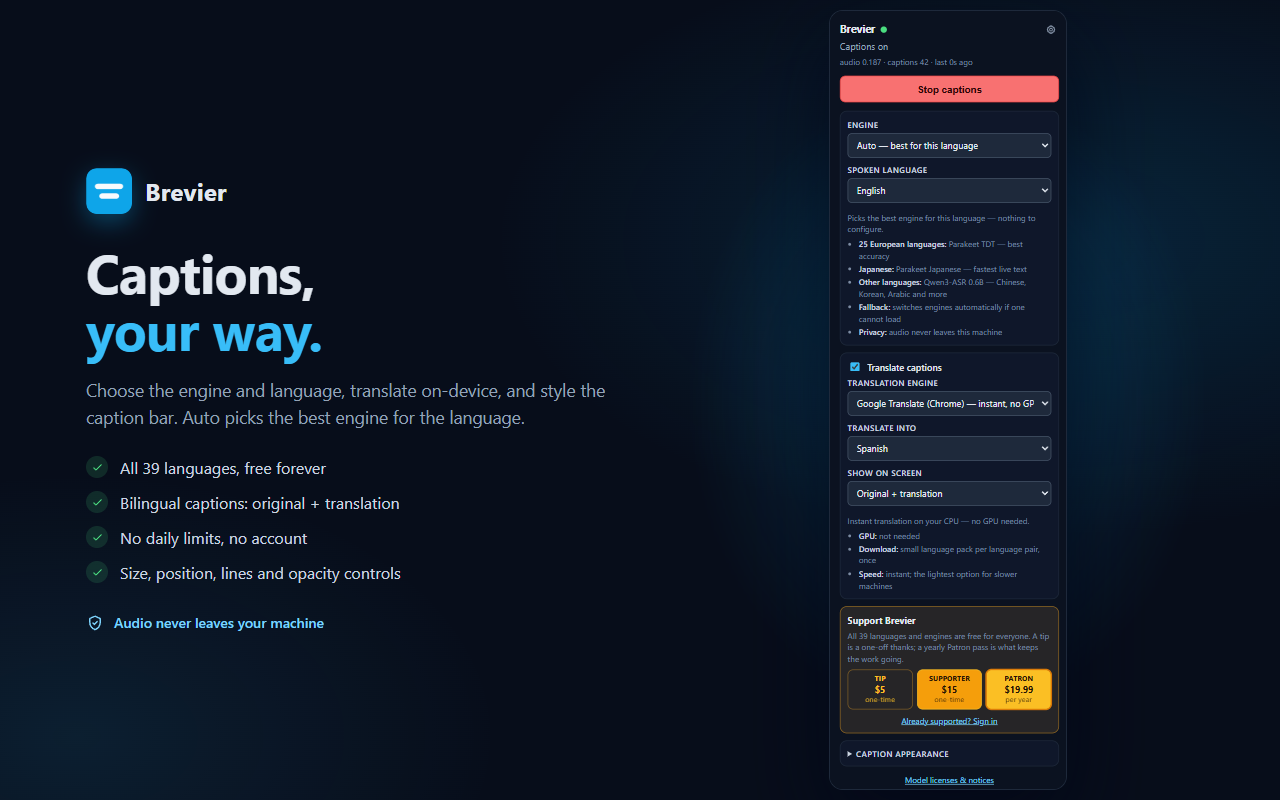 Brevier
Captions,
your way.
Choose the engine and language, translate on-device, and style the
caption bar. Auto picks the best engine for the language.
All 39 languages, free forever
Bilingual captions: original + translation
No daily limits, no account
Size, position, lines and opacity controls
Audio never leaves your machine
Brevier
Captions on
audio 0.187 · captions 42 · last 0s ago
Stop captions
ENGINE
Auto — best for this language
SPOKEN LANGUAGE
English
Picks the best engine for this language — nothing to
configure.
• 25 European languages: Parakeet TDT — best
accuracy
• Japanese: Parakeet Japanese — fastest live text
• Other languages: Qwen3-ASR 0.6B — Chinese,
Korean, Arabic and more
• Fallback: switches engines automatically if one
cannot load
• Privacy: audio never leaves this machine
Translate captions
TRANSLATION ENGINE
Google Translate (Chrome) — instant, no GP
TRANSLATE INTO
Spanish
SHOW ON SCREEN
Original + translation
Instant translation on your CPU — no GPU needed.
• GPU: not needed
• Download: small language pack per language pair,
once
• Speed: instant; the lightest option for slower
machines
Support Brevier
All 39 languages and engines are free for everyone. A tip
is a one-off thanks; a yearly Patron pass is what keeps
the work going.
TIP
$5
one-time
SUPPORTER
$15
one-time
PATRON
$19.99
per year
Already supported? Sign in
CAPTION APPEARANCE
Model licenses & notices